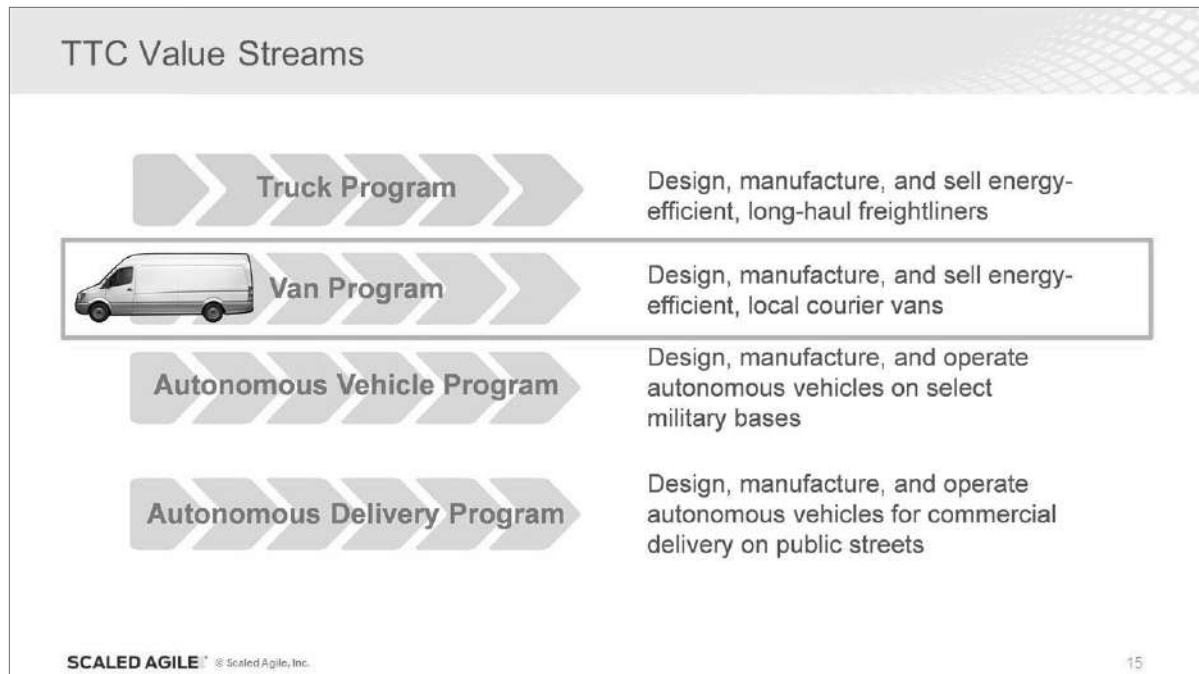 TTC Value Streams
Truck Program
Design, manufacture, and sell energy-
efficient, long-haul freightliners
Van Program
Design, manufacture, and sell energy-
efficient, local courier vans
Autonomous Vehicle Program
Design, manufacture, and operate
autonomous vehicles on select
military bases
Autonomous Delivery Program
Design, manufacture, and operate
autonomous vehicles for commercial
delivery on public streets
SCALED AGILE © Scaled Agile, Inc.
15